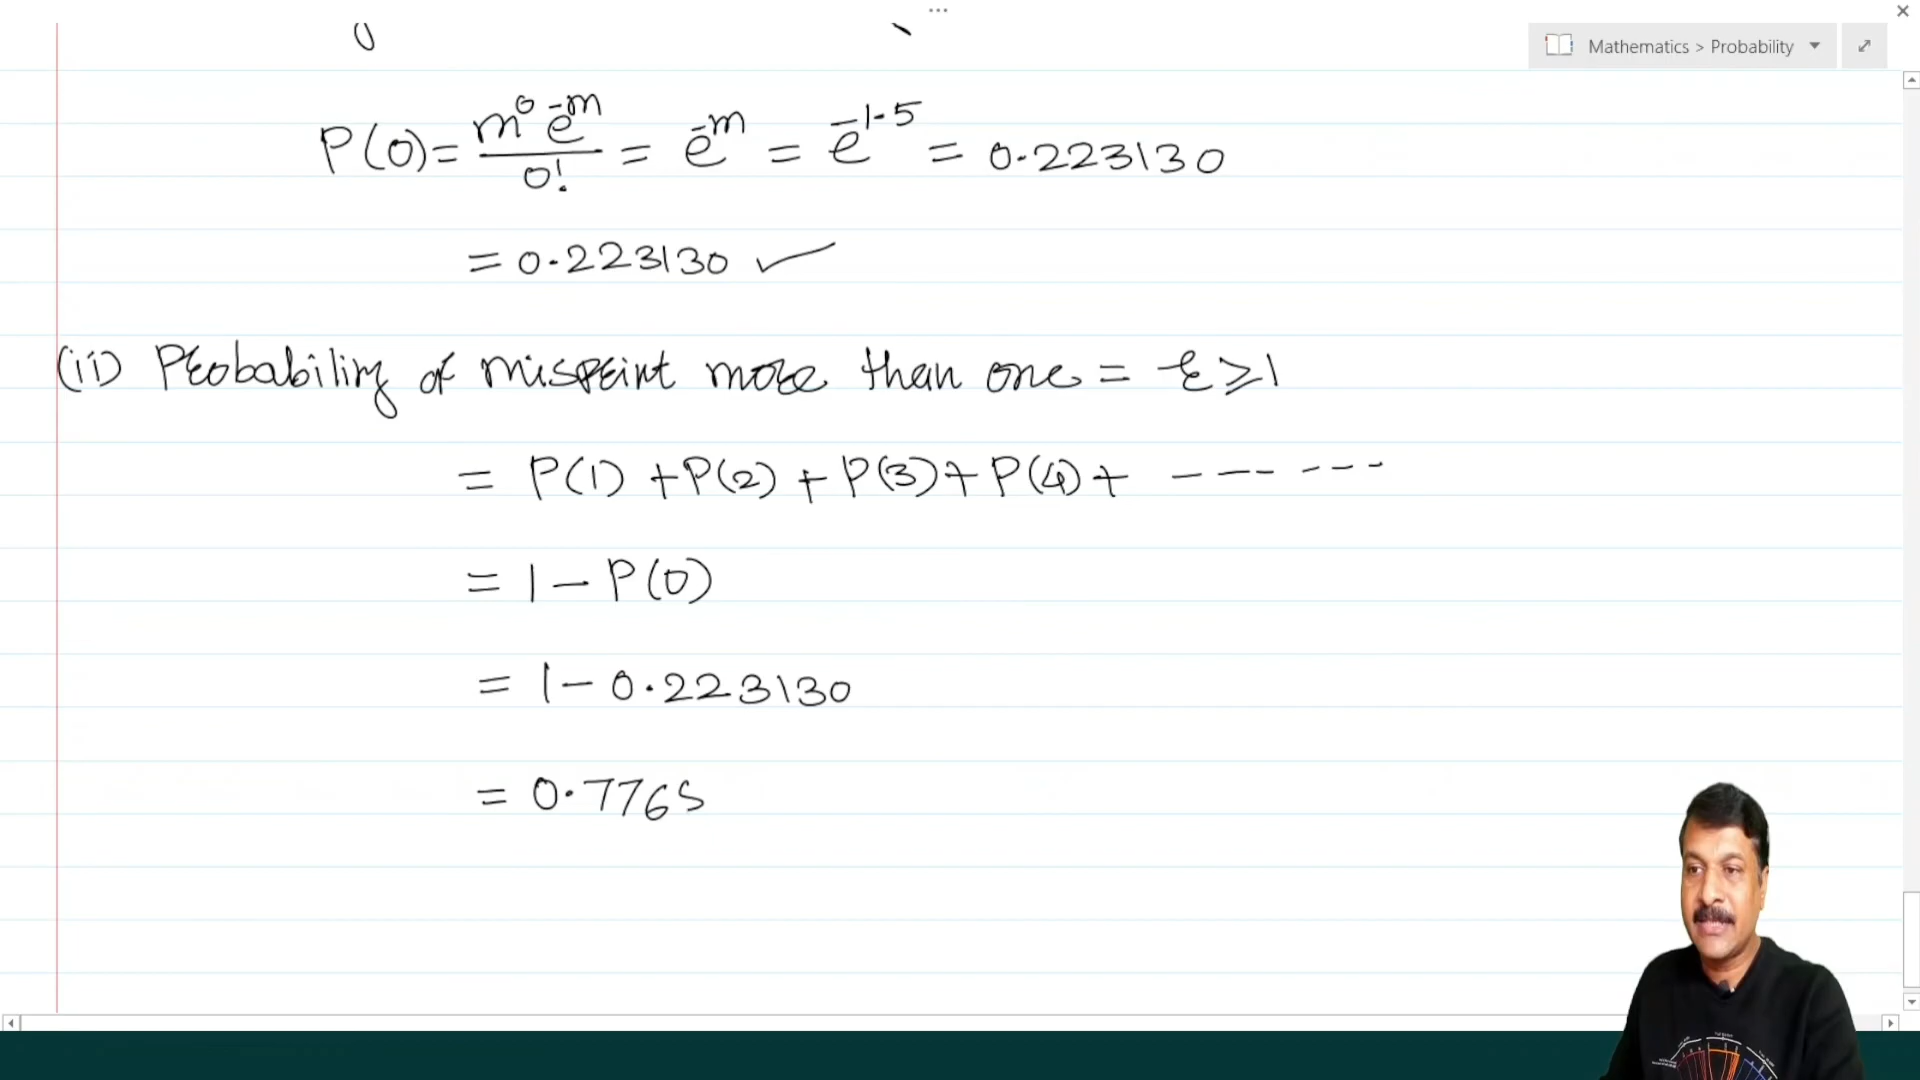 Mathematics > Probability
P(0) = m⁰ e⁻ᵐ / 0! = e⁻ᵐ = e⁻¹·⁵ = 0.223130
= 0.223130 ✓
(ii) Probability of misprint more than one = r ⩾ 1
= P(1) + P(2) + P(3) + P(4) + --- ---
= 1 - P(0)
= 1 - 0.223130
= 0.7765